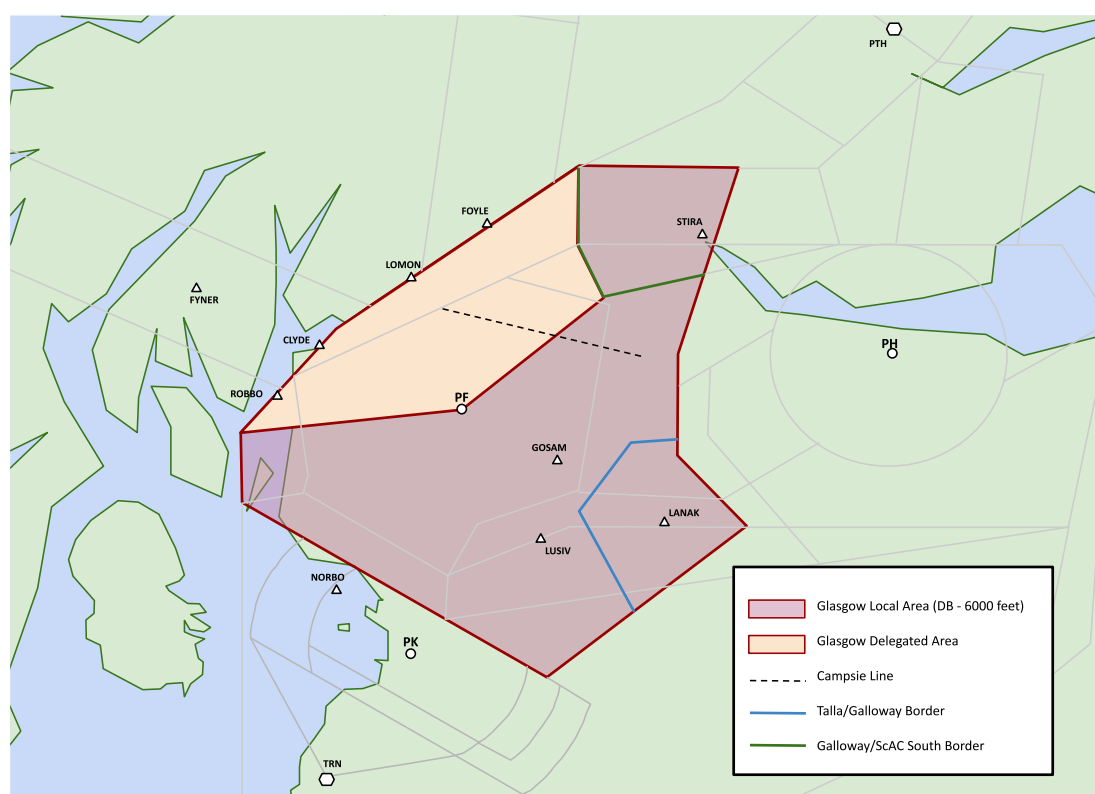 PTH
FOYLE
STIRA
LOMON
FYNER
CLYDE
PH
ROBBO
PF
GOSAM
LANAK
LUSIV
NORBO
PK
TRN
Glasgow Local Area (DB - 6000 feet)
Glasgow Delegated Area
Campsie Line
Talla/Galloway Border
Galloway/ScAC South Border